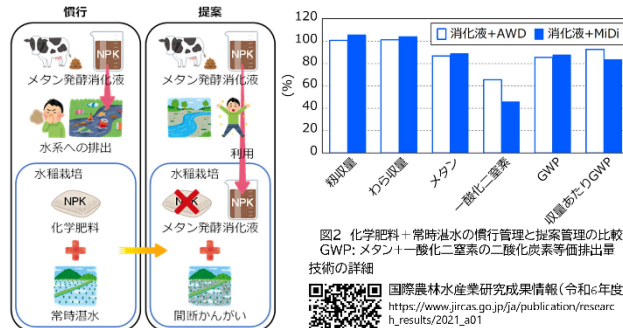 慣行
提案
NPK
メタン発酵消化液
水系への排出
水稲栽培
NPK
化学肥料
常時湛水
NPK
メタン発酵消化液
利用
水稲栽培
NPK
NPK
メタン発酵消化液
間断かんがい
120
100
80
60
40
20
0
(%)
消化液+AWD
消化液+MiDi
籾収量
わら収量
メタン
一酸化二窒素
GWP
収量あたりGWP
図2 化学肥料+常時湛水の慣行管理と提案管理の比較
GWP: メタン+一酸化二窒素の二酸化炭素等価排出量
技術の詳細
国際農林水産業研究成果情報(令和6年度
https://www.jircas.go.jp/ja/publication/researc
h_results/2021_a01